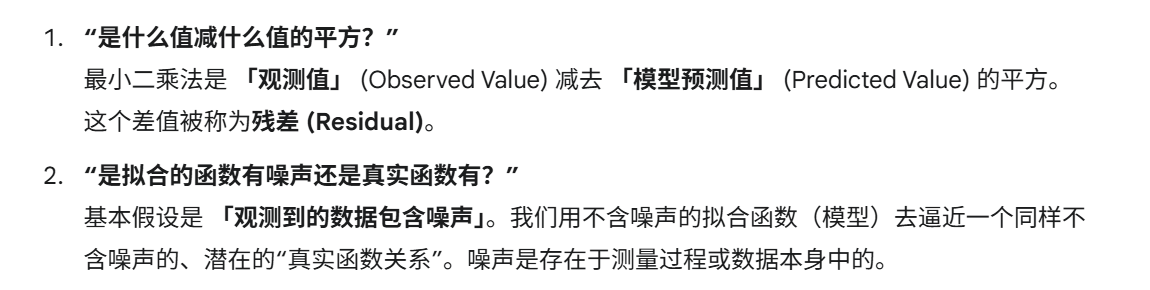 1. “是什么值减什么值的平方？”
最小二乘法是 「观测值」 (Observed Value) 减去 「模型预测值」 (Predicted Value) 的平方。
这个差值被称为残差 (Residual)。
2. “是拟合的函数有噪声还是真实函数有？”
基本假设是 「观测到的数据包含噪声」。我们用不含噪声的拟合函数（模型）去逼近一个同样不
含噪声的、潜在的“真实函数关系”。噪声是存在于测量过程或数据本身中的。